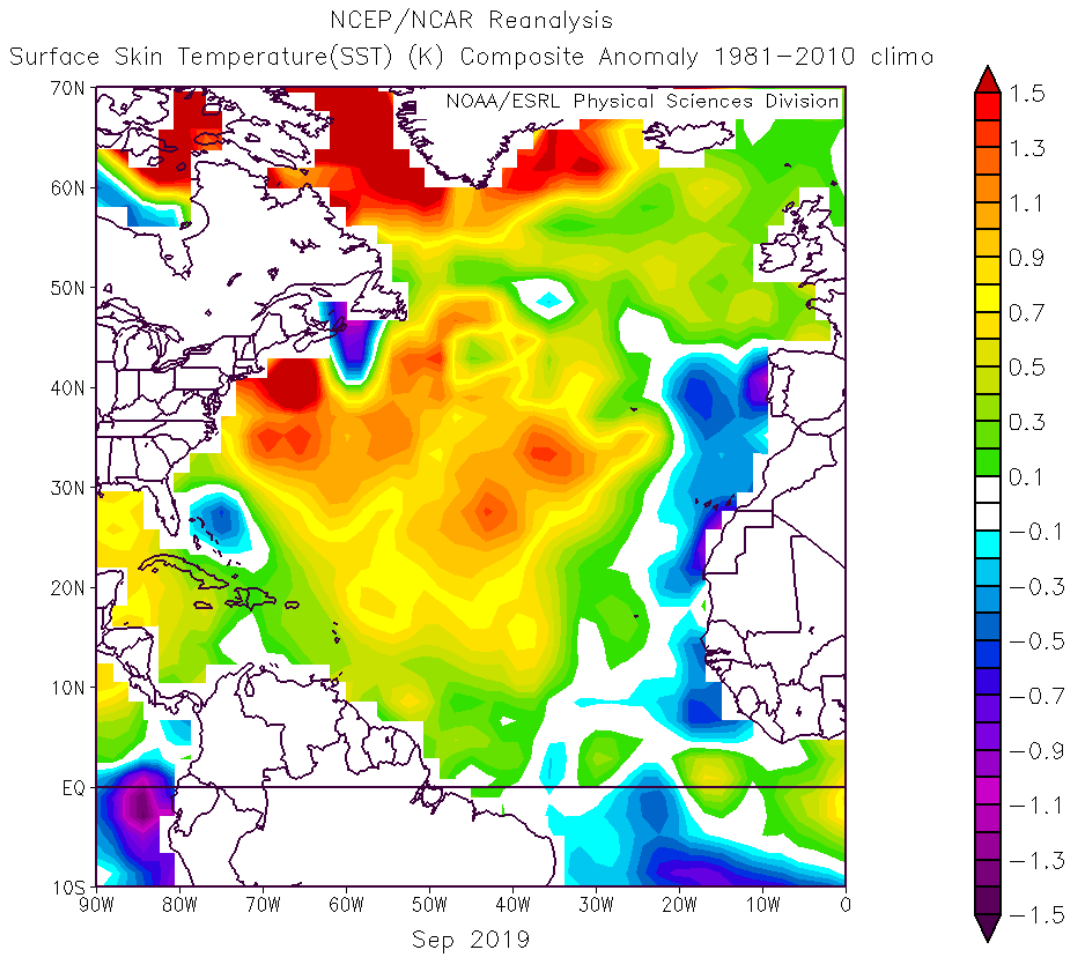 NCEP/NCAR Reanalysis
Surface Skin Temperature(SST) (K) Composite Anomaly 1981-2010 climo
NOAA/ESRL Physical Sciences Division
70N
60N
50N
40N
30N
20N
10N
EQ
10S
90W 80W 70W 60W 50W 40W 30W 20W 10W 0
Sep 2019
1.5
1.3
1.1
0.9
0.7
0.5
0.3
0.1
-0.1
-0.3
-0.5
-0.7
-0.9
-1.1
-1.3
-1.5